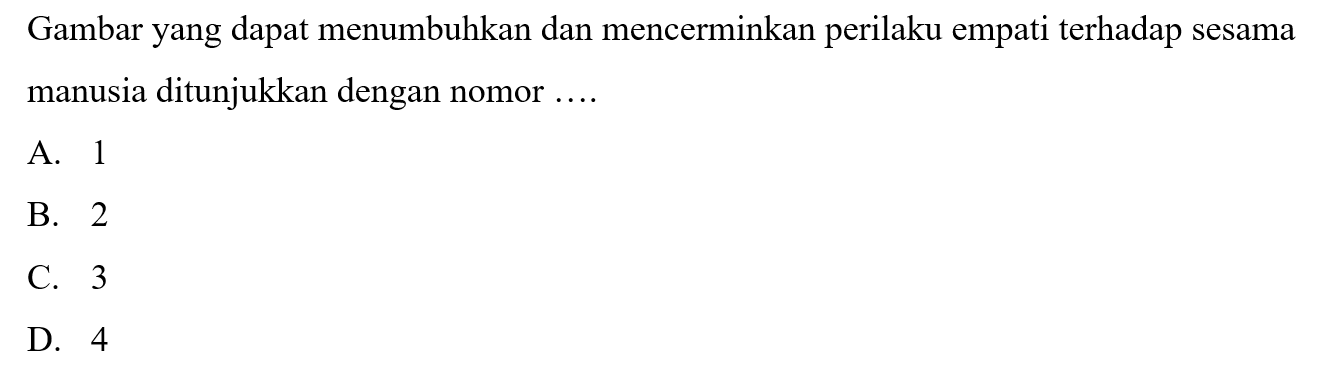 Gambar yang dapat menumbuhkan dan mencerminkan perilaku empati terhadap sesama
manusia ditunjukkan dengan nomor ….
A. 1
B. 2
C. 3
D. 4